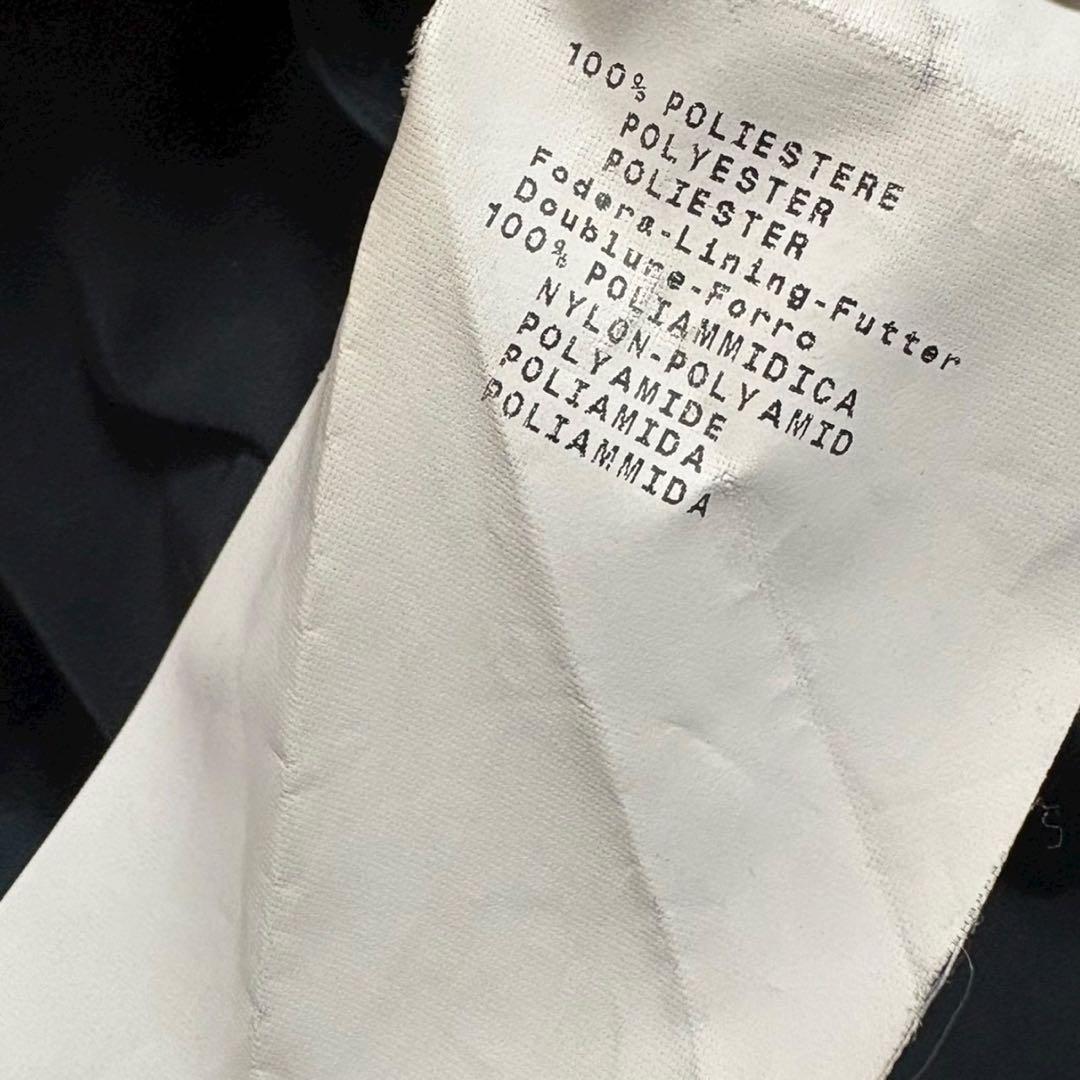 100% POLIESTERE
POLYESTER
POLIESTER
Fodera-Lining-Futter
Doublure-Forro
100% POLIAMMIDICA
NYLON-POLYAMID
POLYAMIDE
POLIAMIDA
POLIAMMIDA